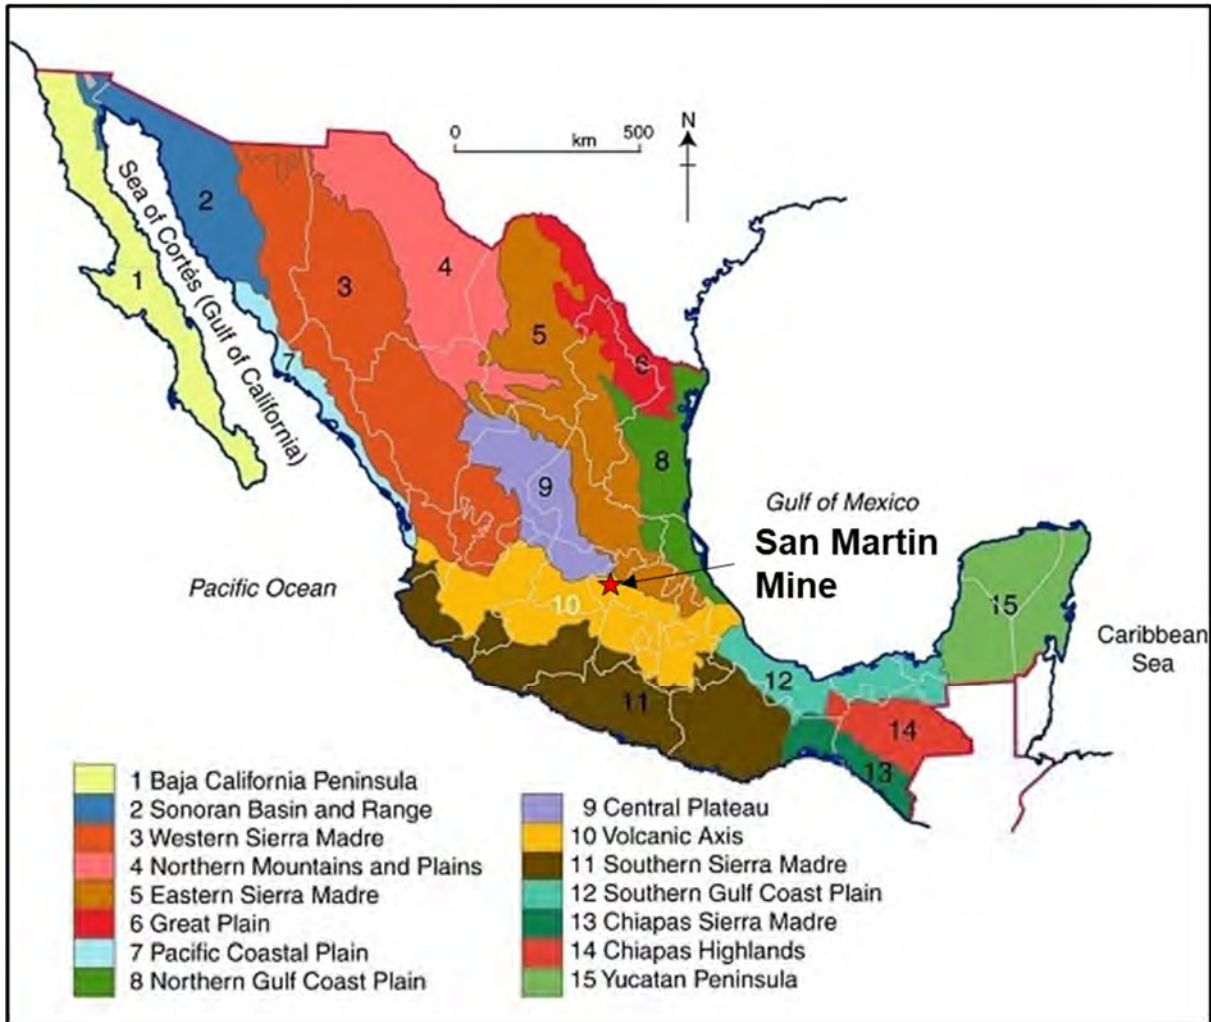 0 500
km
N
Sea of Cortés (Gulf of California)
1
2
3
4
5
6
7
8
9
10
11
12
13
14
15
Gulf of Mexico
San Martin
Mine
Pacific Ocean
Caribbean
Sea
1 Baja California Peninsula
2 Sonoran Basin and Range
3 Western Sierra Madre
4 Northern Mountains and Plains
5 Eastern Sierra Madre
6 Great Plain
7 Pacific Coastal Plain
8 Northern Gulf Coast Plain
9 Central Plateau
10 Volcanic Axis
11 Southern Sierra Madre
12 Southern Gulf Coast Plain
13 Chiapas Sierra Madre
14 Chiapas Highlands
15 Yucatan Peninsula